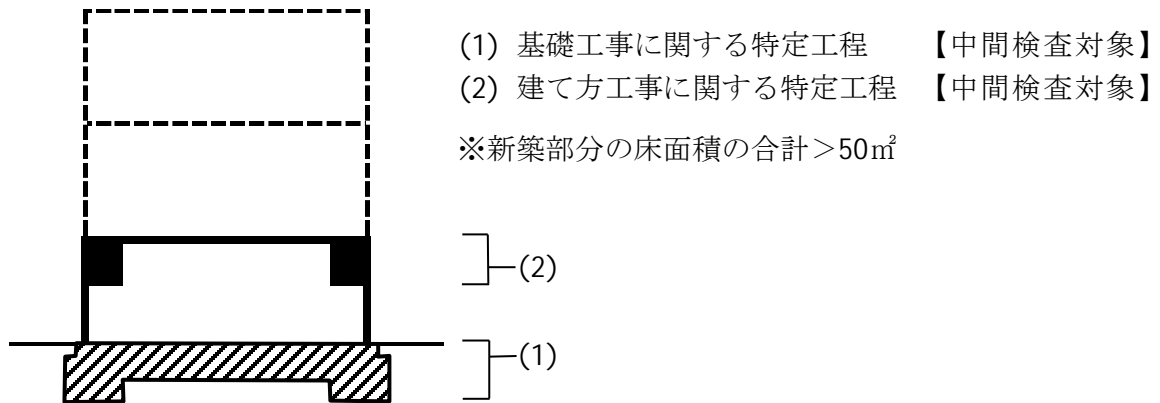 (1) 基礎工事に関する特定工程 【中間検査対象】
(2) 建て方工事に関する特定工程 【中間検査対象】
※新築部分の床面積の合計＞50㎡
(2)
(1)